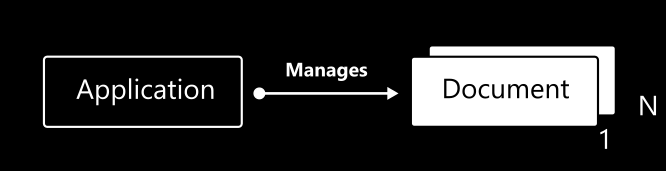 Application
Manages
Document
1
N